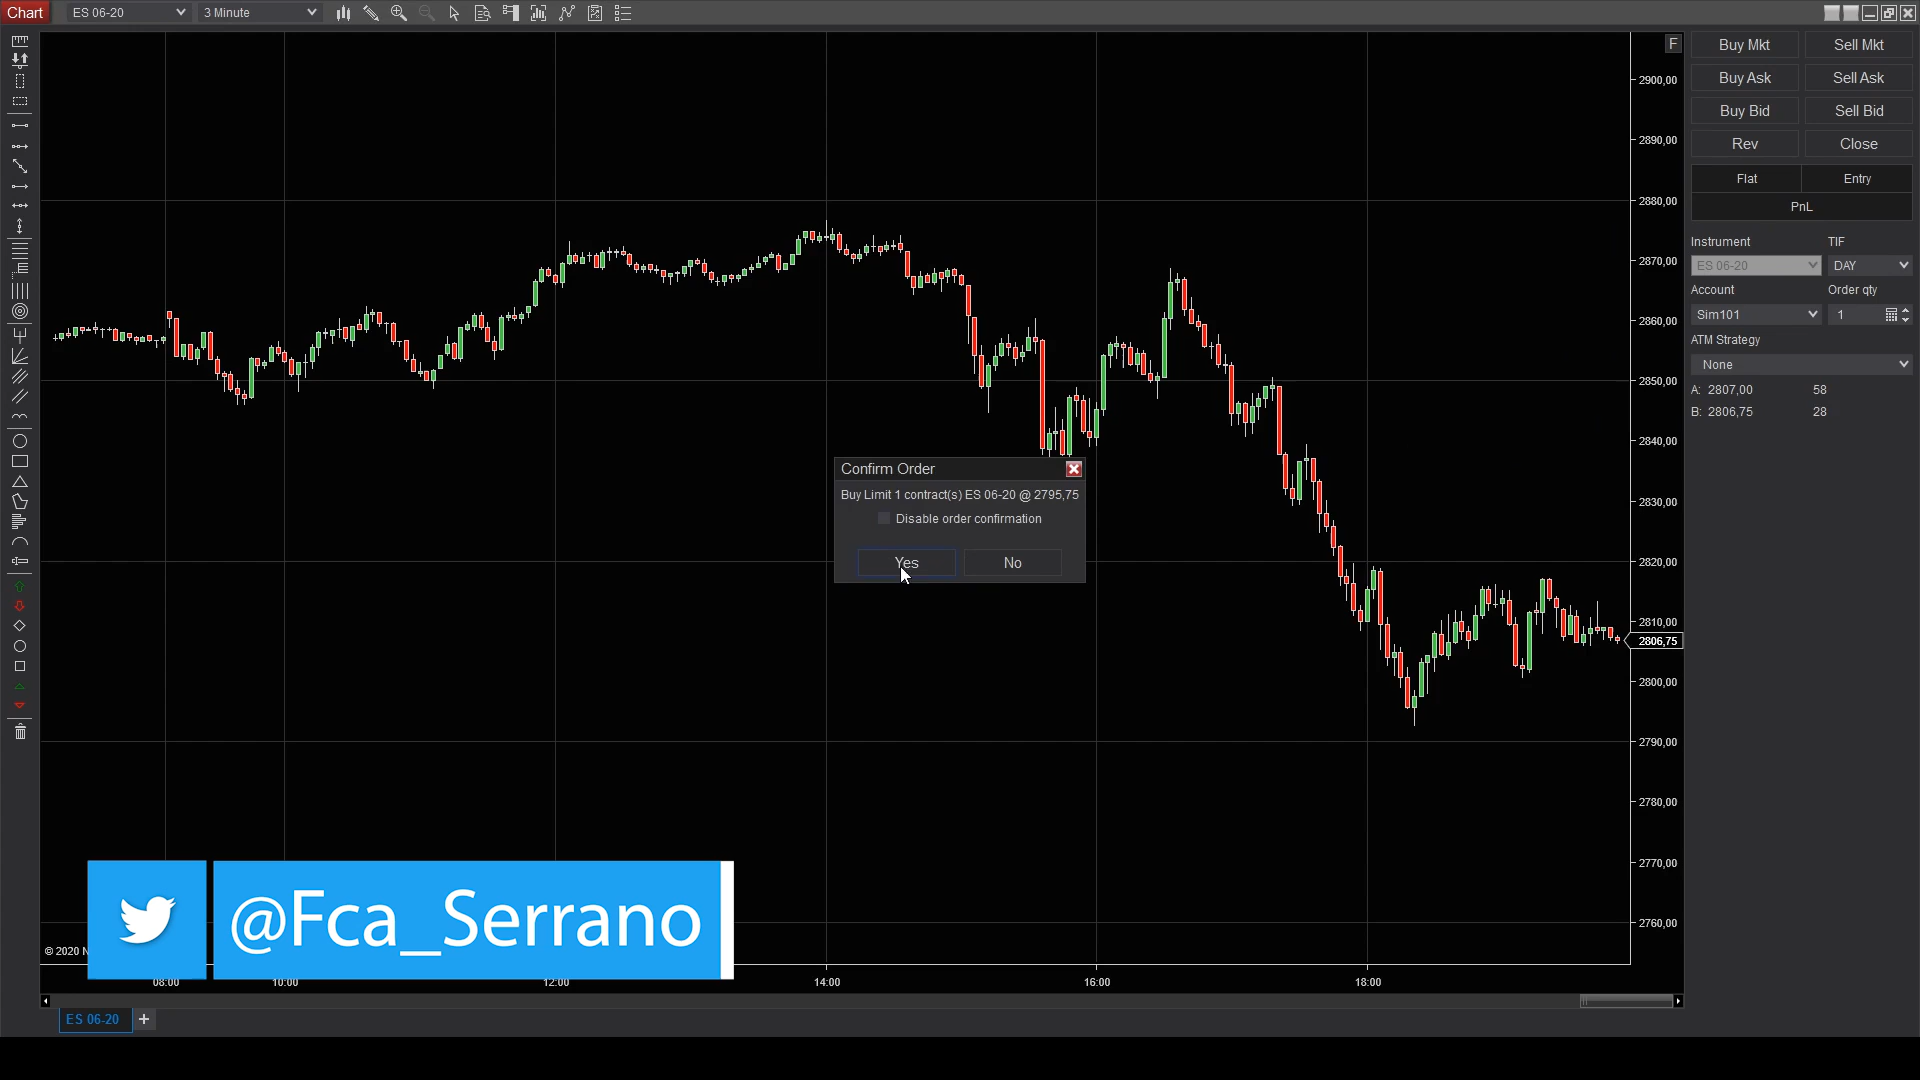 Chart ES 06-20 3 Minute
F
2900,00
2890,00
2880,00
2870,00
2860,00
2850,00
2840,00
2830,00
2820,00
2810,00
2806,75
2800,00
2790,00
2780,00
2770,00
2760,00
Buy Mkt Sell Mkt
Buy Ask Sell Ask
Buy Bid Sell Bid
Rev Close
Flat Entry
PnL
Instrument TIF
ES 06-20 DAY
Account Order qty
Sim101 1
ATM Strategy
None
A: 2807,00 58
B: 2806,75 28
Confirm Order
Buy Limit 1 contract(s) ES 06-20 @ 2795,75
Disable order confirmation
Yes No
@Fca_Serrano
© 2020 N
08:00 10:00 12:00 14:00 16:00 18:00
ES 06-20 +